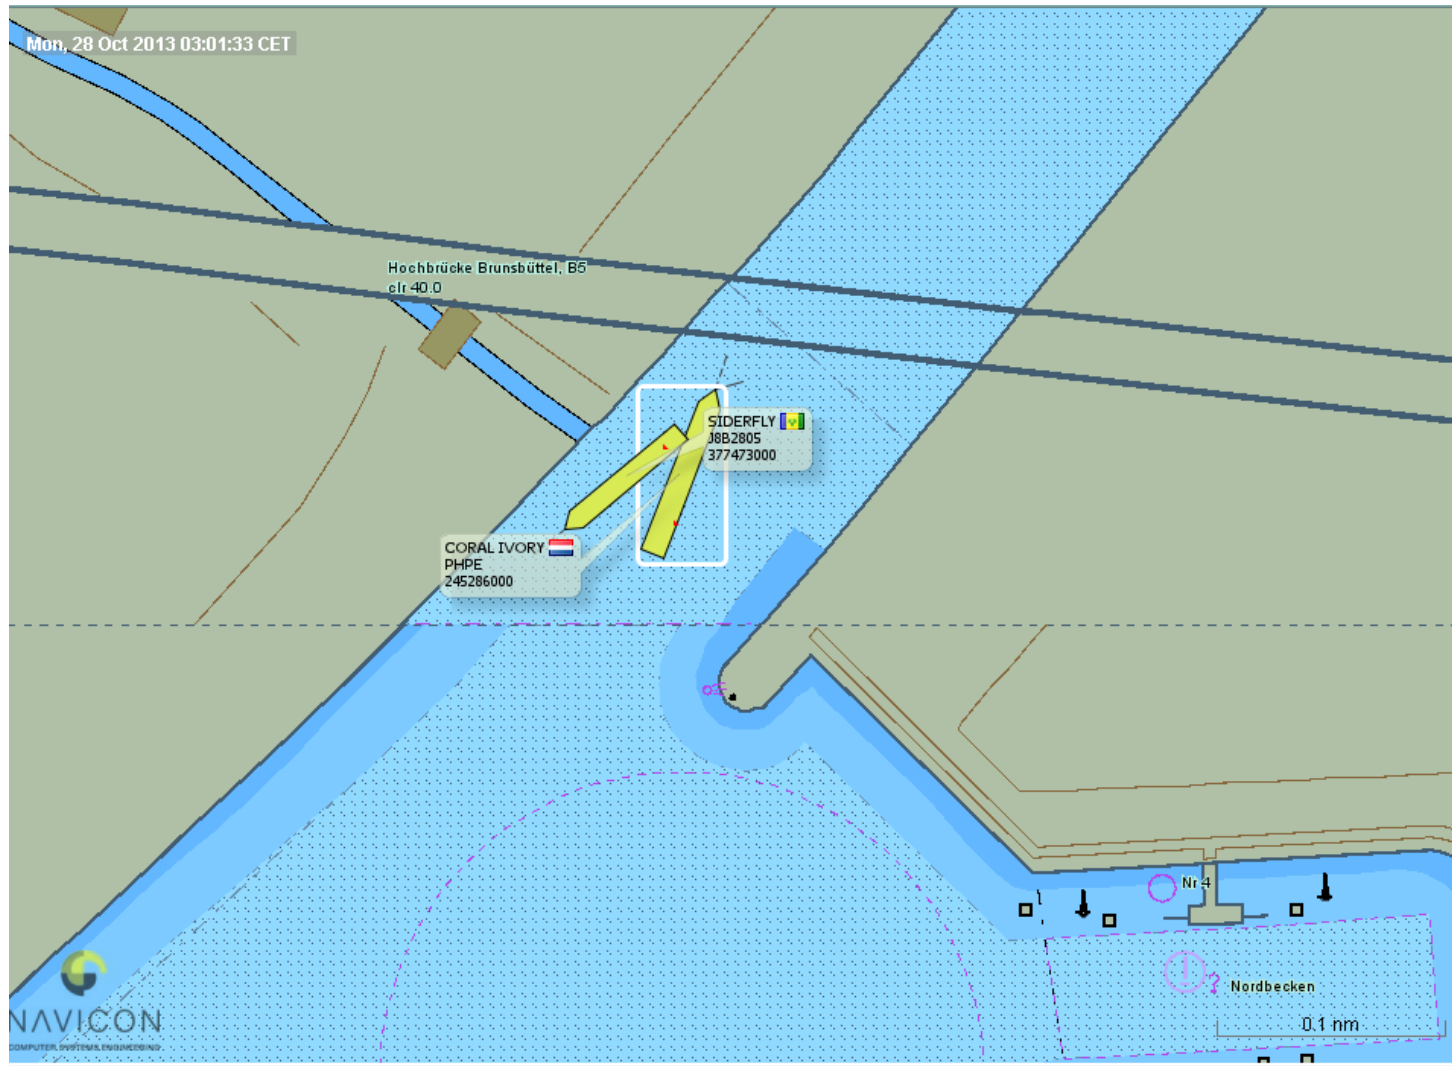 Mon, 28 Oct 2013 03:01:33 CET
Hochbrücke Brunsbüttel, B5
clr 40.0
SIDERFLY
J8B2805
377473000
CORAL IVORY
PHPE
245286000
Nr 4
Nordbecken
0.1 nm
NAVICON
COMPUTER SYSTEMS ENGINEERING